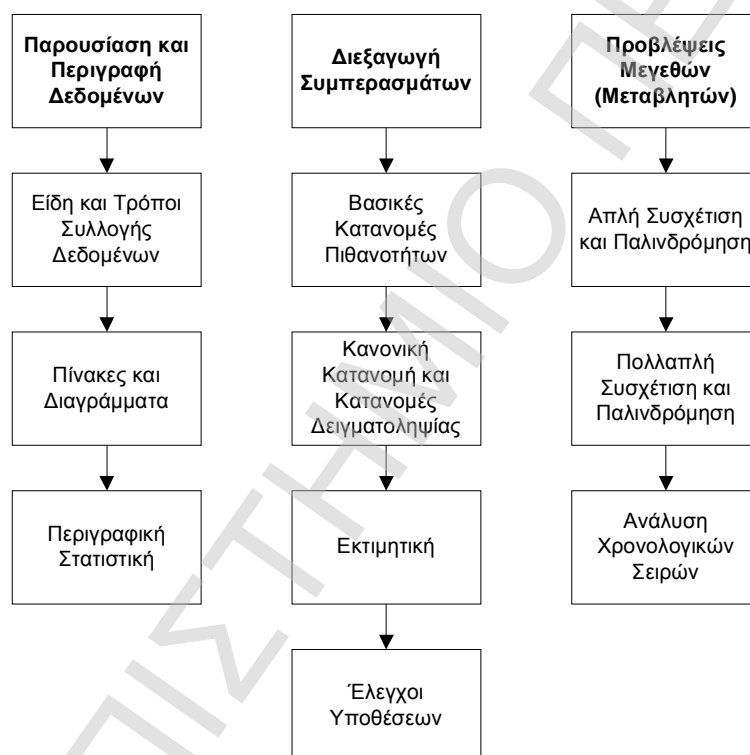 Παρουσίαση και
Περιγραφή
Δεδομένων
Είδη και Τρόποι
Συλλογής
Δεδομένων
Πίνακες και
Διαγράμματα
Περιγραφική
Στατιστική
Διεξαγωγή
Συμπερασμάτων
Βασικές
Κατανομές
Πιθανοτήτων
Κανονική
Κατανομή και
Κατανομές
Δειγματοληψίας
Εκτιμητική
Έλεγχοι
Υποθέσεων
Προβλέψεις
Μεγεθών
(Μεταβλητών)
Απλή Συσχέτιση
και Παλινδρόμηση
Πολλαπλή
Συσχέτιση και
Παλινδρόμηση
Ανάλυση
Χρονολογικών
Σειρών
ΠΙΣΤΗΜΙΟ ΠΕ